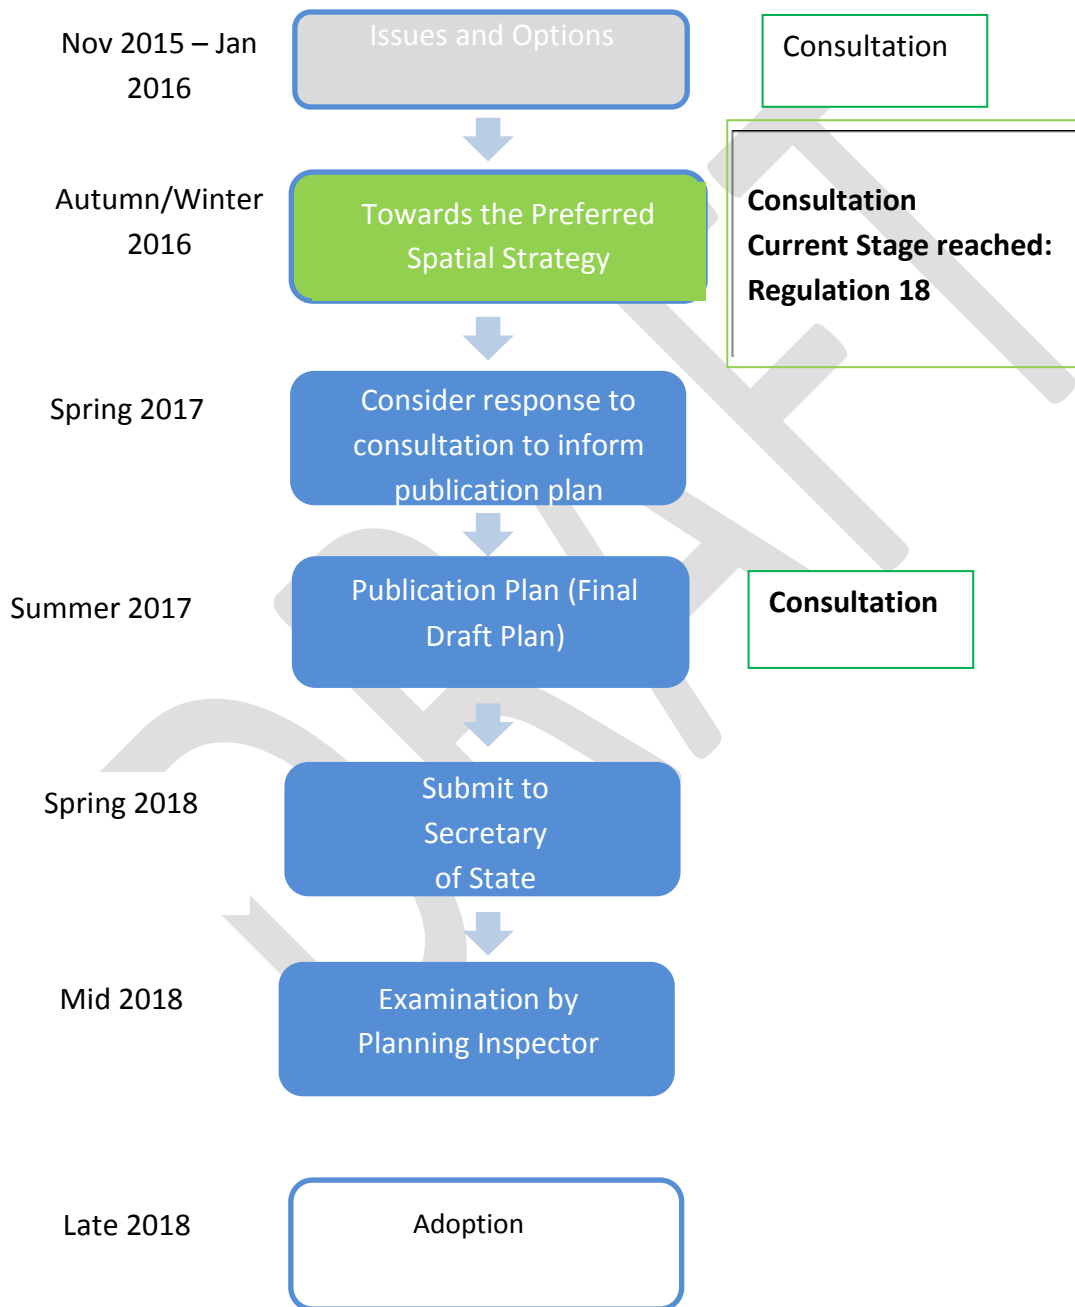 Nov 2015 – Jan
2016
Issues and Options
Consultation
Autumn/Winter
2016
Towards the Preferred
Spatial Strategy
Consultation
Current Stage reached:
Regulation 18
Spring 2017
Consider response to
consultation to inform
publication plan
Summer 2017
Publication Plan (Final
Draft Plan)
Consultation
Spring 2018
Submit to
Secretary
of State
Mid 2018
Examination by
Planning Inspector
Late 2018
Adoption
DRAFT